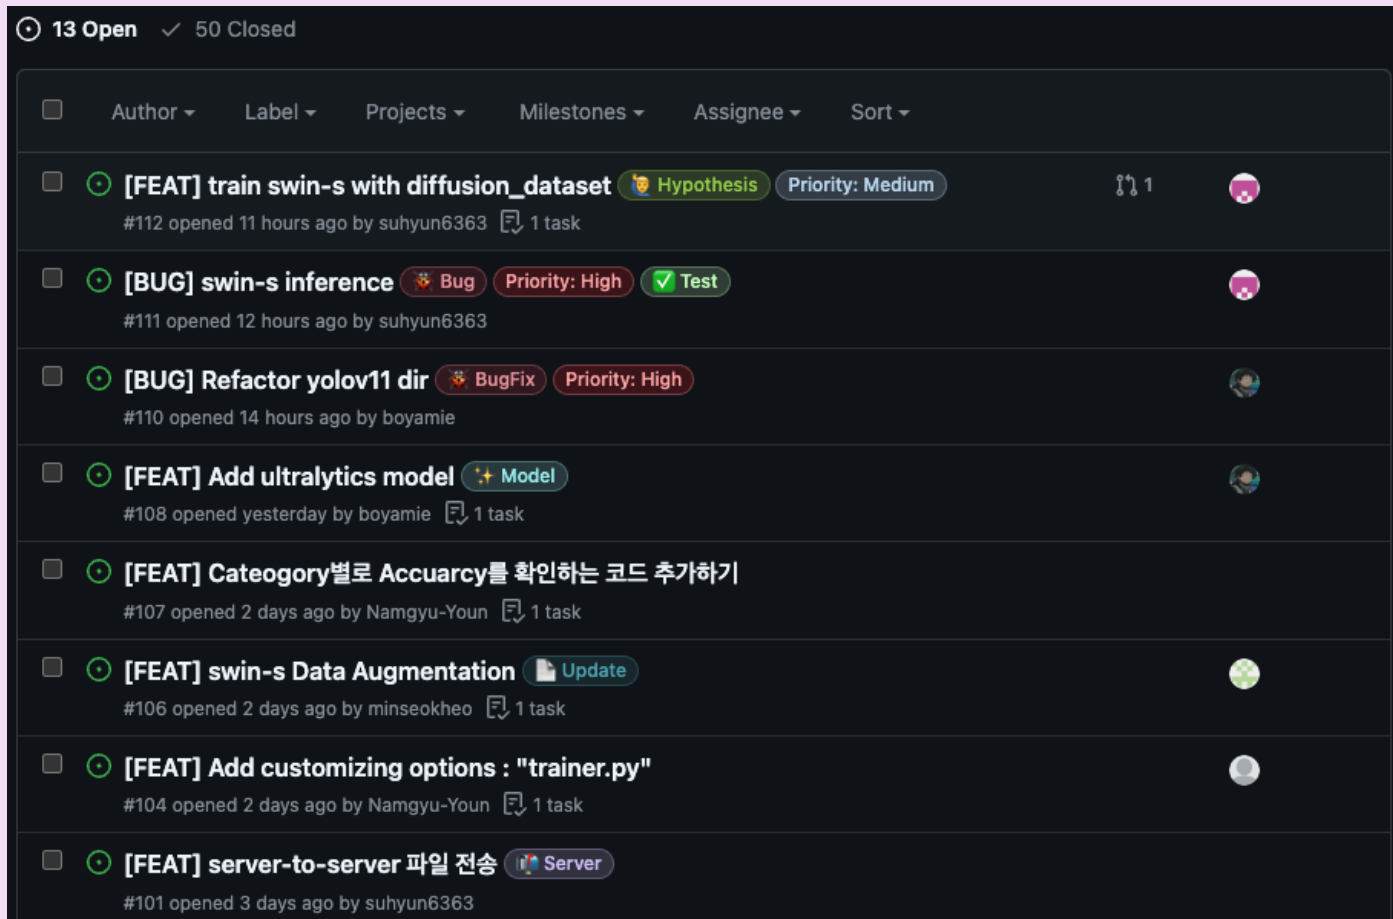 13 Open 50 Closed
Author Label Projects Milestones Assignee Sort
[FEAT] train swin-s with diffusion_dataset Hypothesis Priority: Medium 1
#112 opened 11 hours ago by suhyun6363 1 task
[BUG] swin-s inference Bug Priority: High Test
#111 opened 12 hours ago by suhyun6363
[BUG] Refactor yolov11 dir BugFix Priority: High
#110 opened 14 hours ago by boyamie
[FEAT] Add ultralytics model Model
#108 opened yesterday by boyamie 1 task
[FEAT] Cateogory별로 Accuarcy를 확인하는 코드 추가하기
#107 opened 2 days ago by Namgyu-Youn 1 task
[FEAT] swin-s Data Augmentation Update
#106 opened 2 days ago by minseokheo 1 task
[FEAT] Add customizing options : "trainer.py"
#104 opened 2 days ago by Namgyu-Youn 1 task
[FEAT] server-to-server 파일 전송 Server
#101 opened 3 days ago by suhyun6363